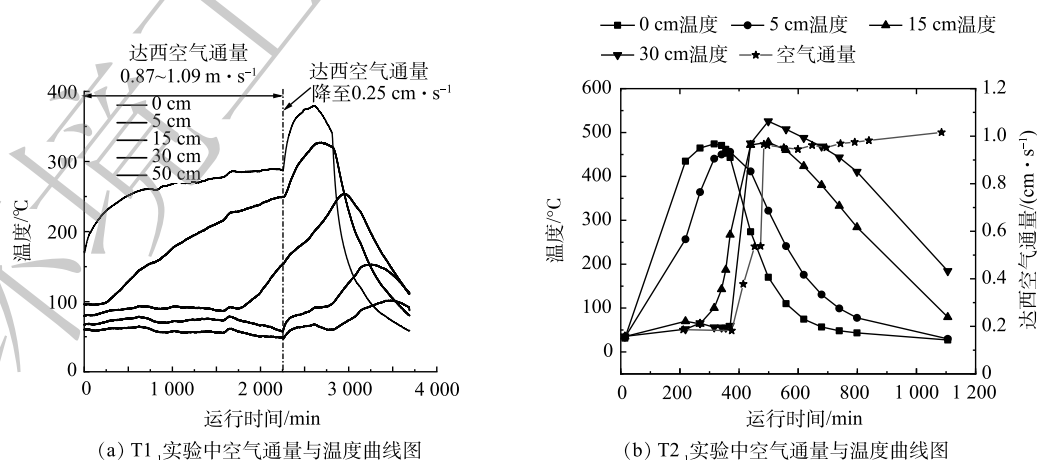 达西空气通量
0.87~1.09 m·s⁻¹
达西空气通量
降至0.25 cm·s⁻¹
0 cm
5 cm
15 cm
30 cm
50 cm
400
300
200
100
0
温度/℃
0
1 000
2 000
3 000
4 000
运行时间/min
(a) T1 实验中空气通量与温度曲线图
0 cm温度
5 cm温度
15 cm温度
30 cm温度
空气通量
600
500
400
300
200
100
0
温度/℃
1.2
1.0
0.8
0.6
0.4
0.2
0
达西空气通量/(cm·s⁻¹)
0
200
400
600
800
1 000
1 200
运行时间/min
(b) T2 实验中空气通量与温度曲线图